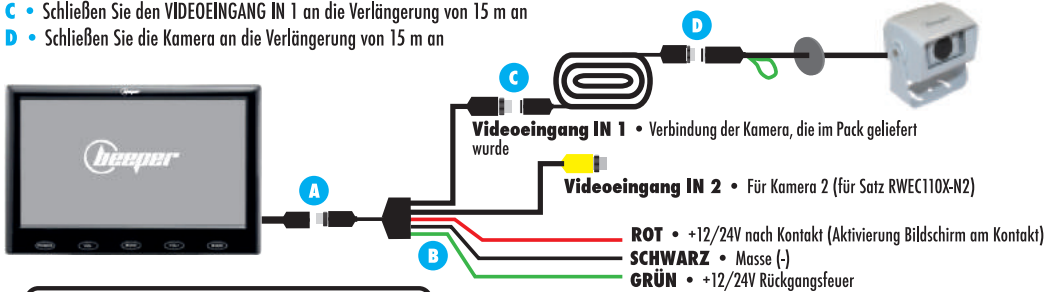 C • Schließen Sie den VIDEOEINGANG IN 1 an die Verlängerung von 15 m an
D • Schließen Sie die Kamera an die Verlängerung von 15 m an
D
beeper
C
Videoeingang IN 1 • Verbindung der Kamera, die im Pack geliefert
wurde
beeper
Videoeingang IN 2 • Für Kamera 2 (für Satz RWEC110X-N2)
A
ROT • +12/24V nach Kontakt (Aktivierung Bildschirm am Kontakt)
B
SCHWARZ • Masse (-)
GRÜN • +12/24V Rückgangsfeuer